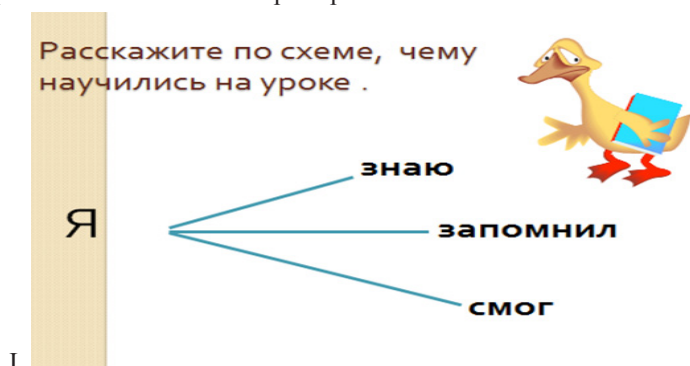 Расскажите по схеме, чему
научились на уроке .
знаю
Я
запомнил
смог